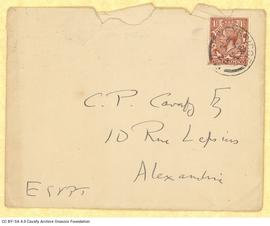 C. P. Cavafy Esq
10 Rue Lepsius
Alexandria
EGYPT
CC BY-SA 4.0 Cavafy Archive Onassis Foundation